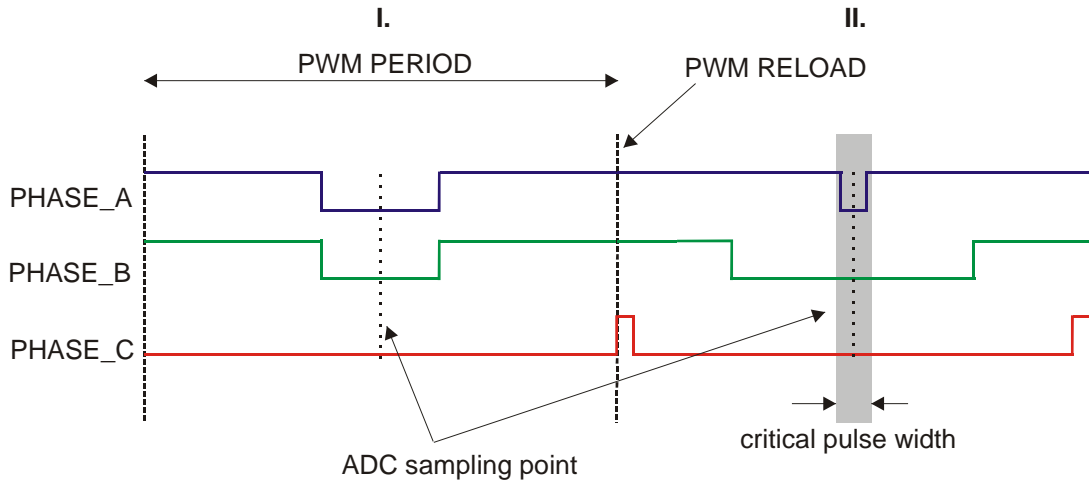 I.
II.
PWM PERIOD
PWM RELOAD
PHASE_A
PHASE_B
PHASE_C
critical pulse width
ADC sampling point